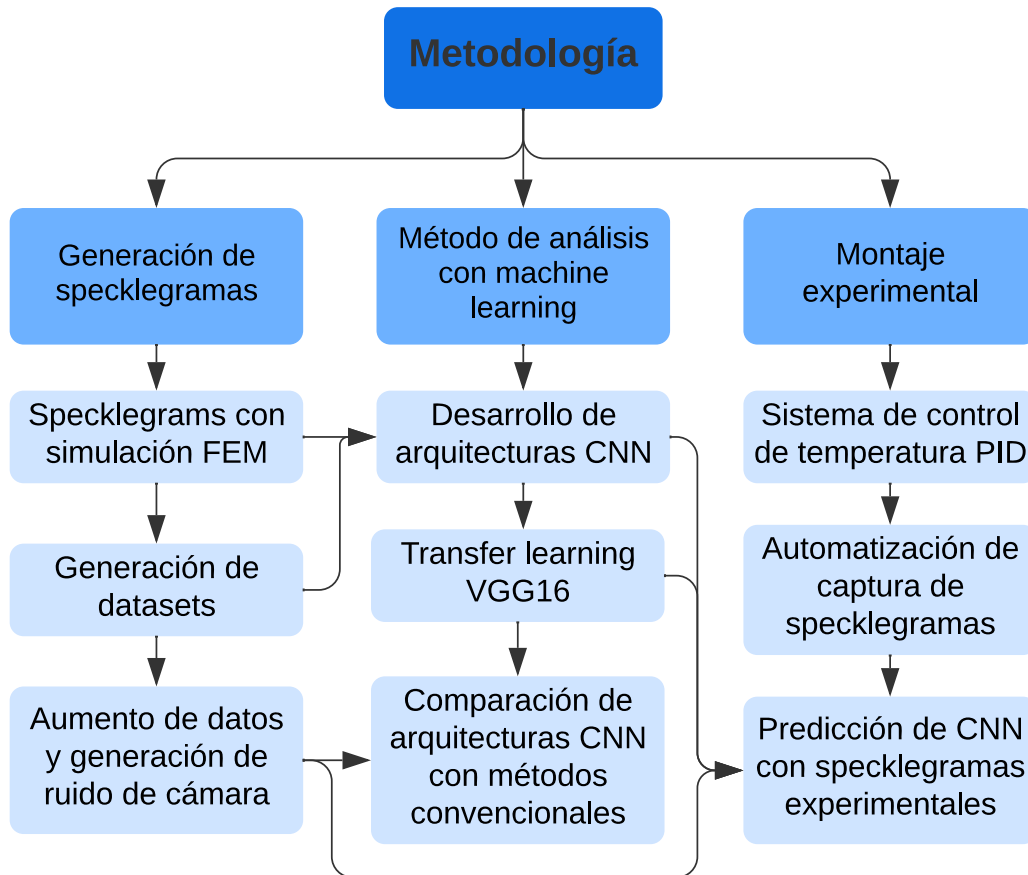 Metodología
Generación de
specklegramas
Método de análisis
con machine
learning
Montaje
experimental
Specklegrams con
simulación FEM
Desarrollo de
arquitecturas CNN
Sistema de control
de temperatura PID
Generación de
datasets
Transfer learning
VGG16
Automatización de
captura de
specklegramas
Aumento de datos
y generación de
ruido de cámara
Comparación de
arquitecturas CNN
con métodos
convencionales
Predicción de CNN
con specklegramas
experimentales